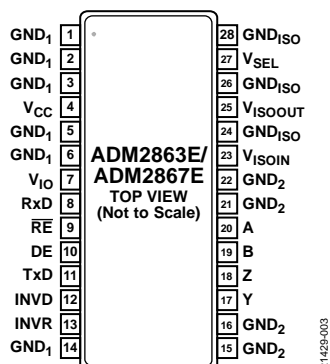 GND1 1
GND1 2
GND1 3
VCC 4
GND1 5
GND1 6
VIO 7
RxD 8
RE 9
DE 10
TxD 11
INVD 12
INVR 13
GND1 14
ADM2863E/
ADM2867E
TOP VIEW
(Not to Scale)
28 GNDISO
27 VSEL
26 GNDISO
25 VISOOUT
24 GNDISO
23 VISOIN
22 GND2
21 GND2
20 A
19 B
18 Z
17 Y
16 GND2
15 GND2
1429-003